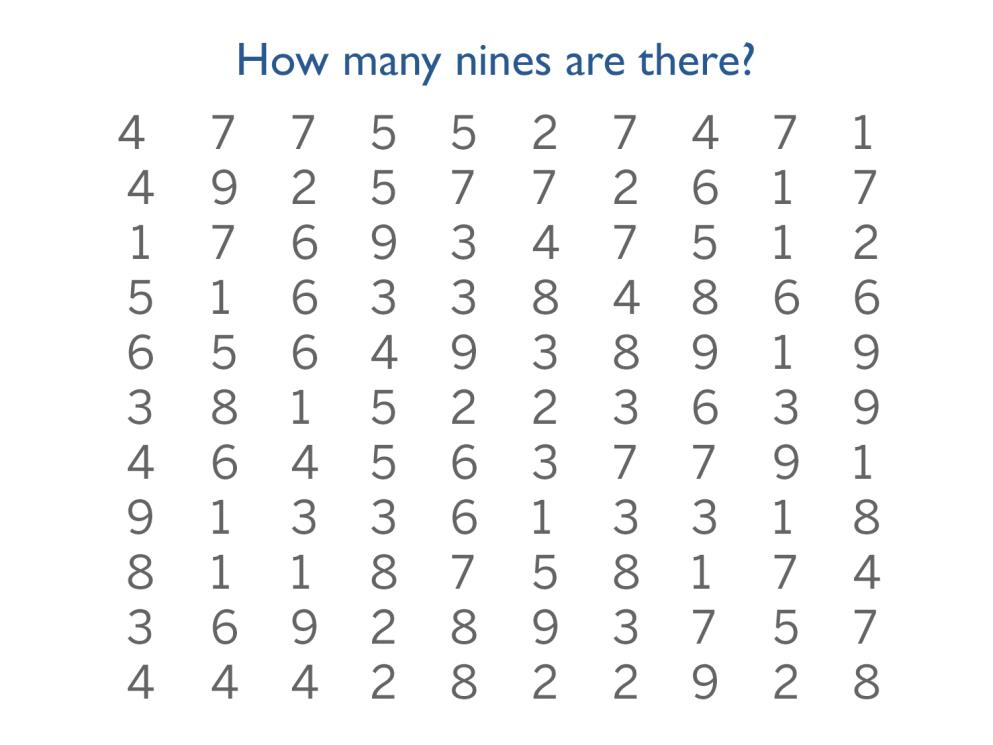 How many nines are there?
4 7 7 5 5 2 7 4 7 1
4 9 2 5 7 7 2 6 1 7
1 7 6 9 3 4 7 5 1 2
5 1 6 3 3 8 4 8 6 6
6 5 6 4 9 3 8 9 1 9
3 8 1 5 2 2 3 6 3 9
4 6 4 5 6 3 7 7 9 1
9 1 3 3 6 1 3 3 1 8
8 1 1 8 7 5 8 1 7 4
3 6 9 2 8 9 3 7 5 7
4 4 4 2 8 2 2 9 2 8